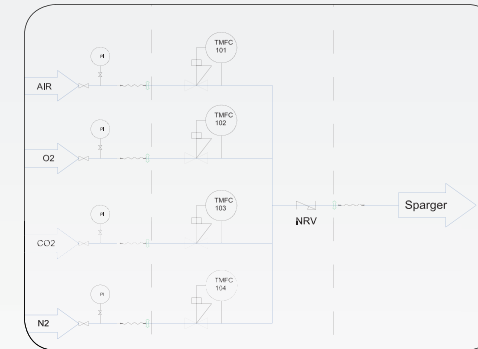 PI
TMFC
101
AIR
PI
TMFC
102
O2
PI
TMFC
103
CO2
NRV
Sparger
PI
TMFC
104
N2